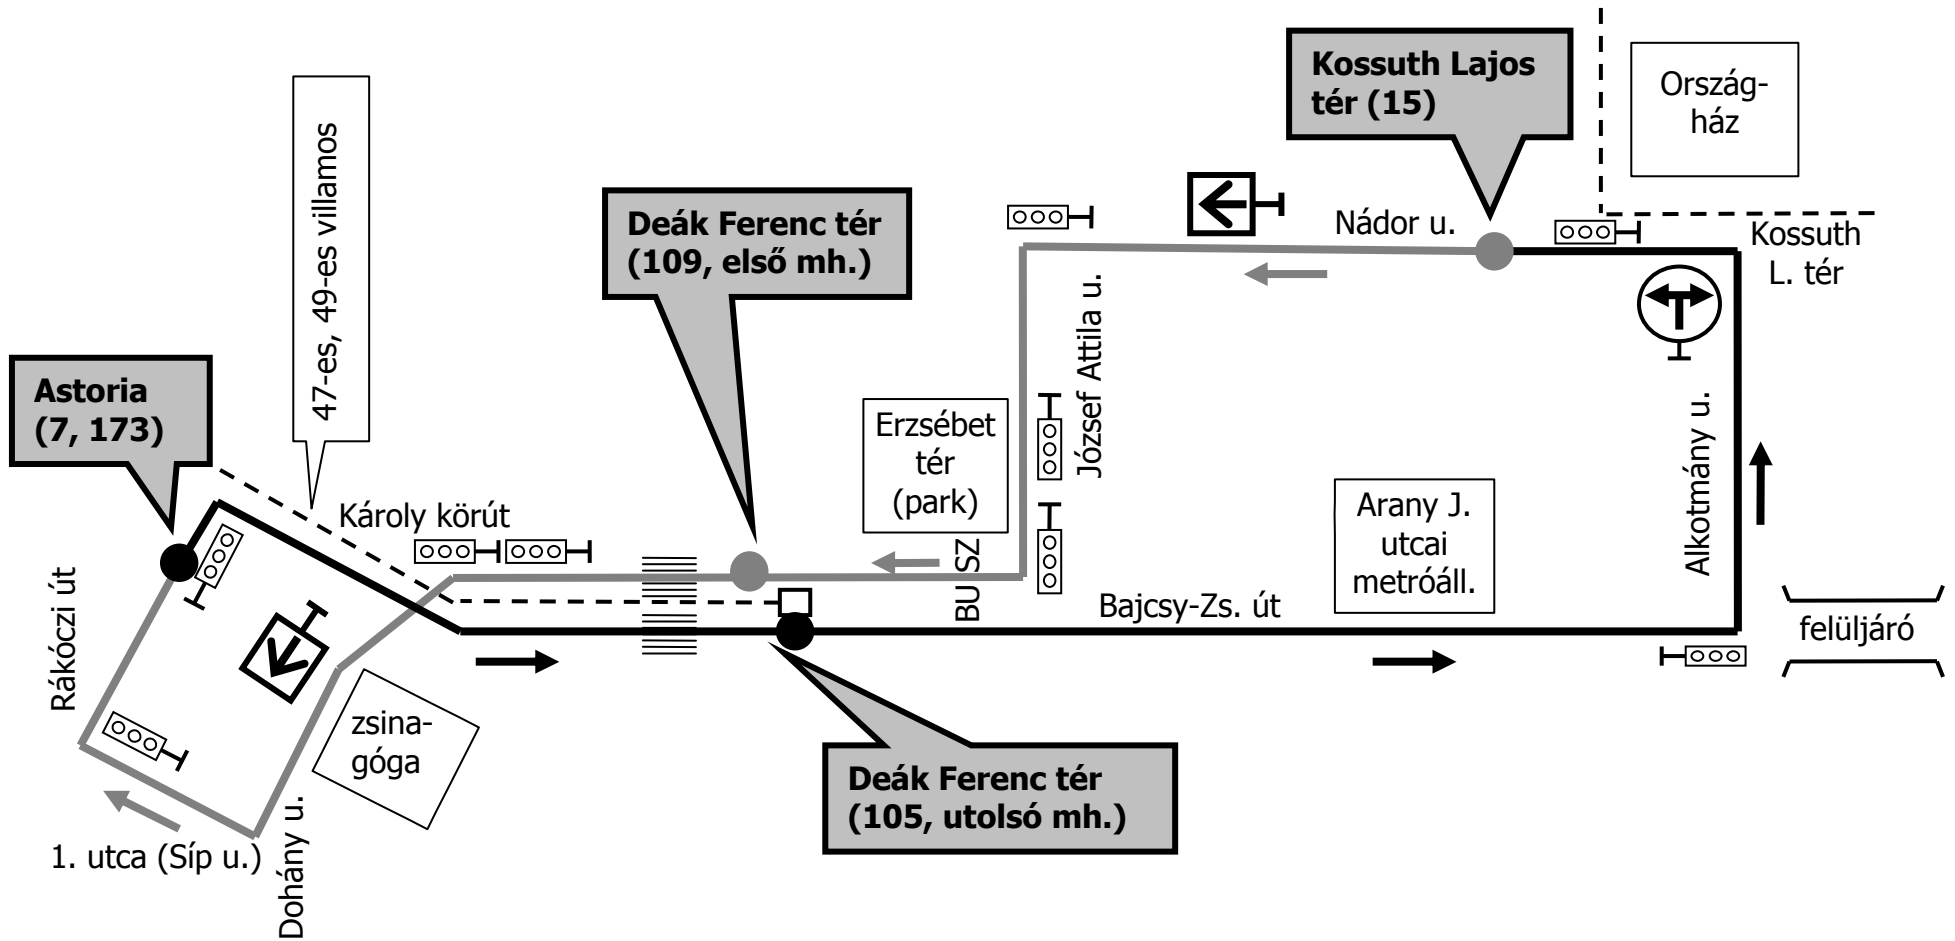 Kossuth Lajos
tér (15)
Ország-
ház
47-es, 49-es villamos
Deák Ferenc tér
(109, első mh.)
Nádor u.
Kossuth
L. tér
Astoria
(7, 173)
József Attila u.
Erzsébet
tér
(park)
Károly körút
Arany J.
utcai
metróáll.
Alkotmány u.
BU SZ
Bajcsy-Zs. út
felüljáró
Rákóczi út
zsina-
góga
Deák Ferenc tér
(105, utolsó mh.)
1. utca (Síp u.)
Dohány u.